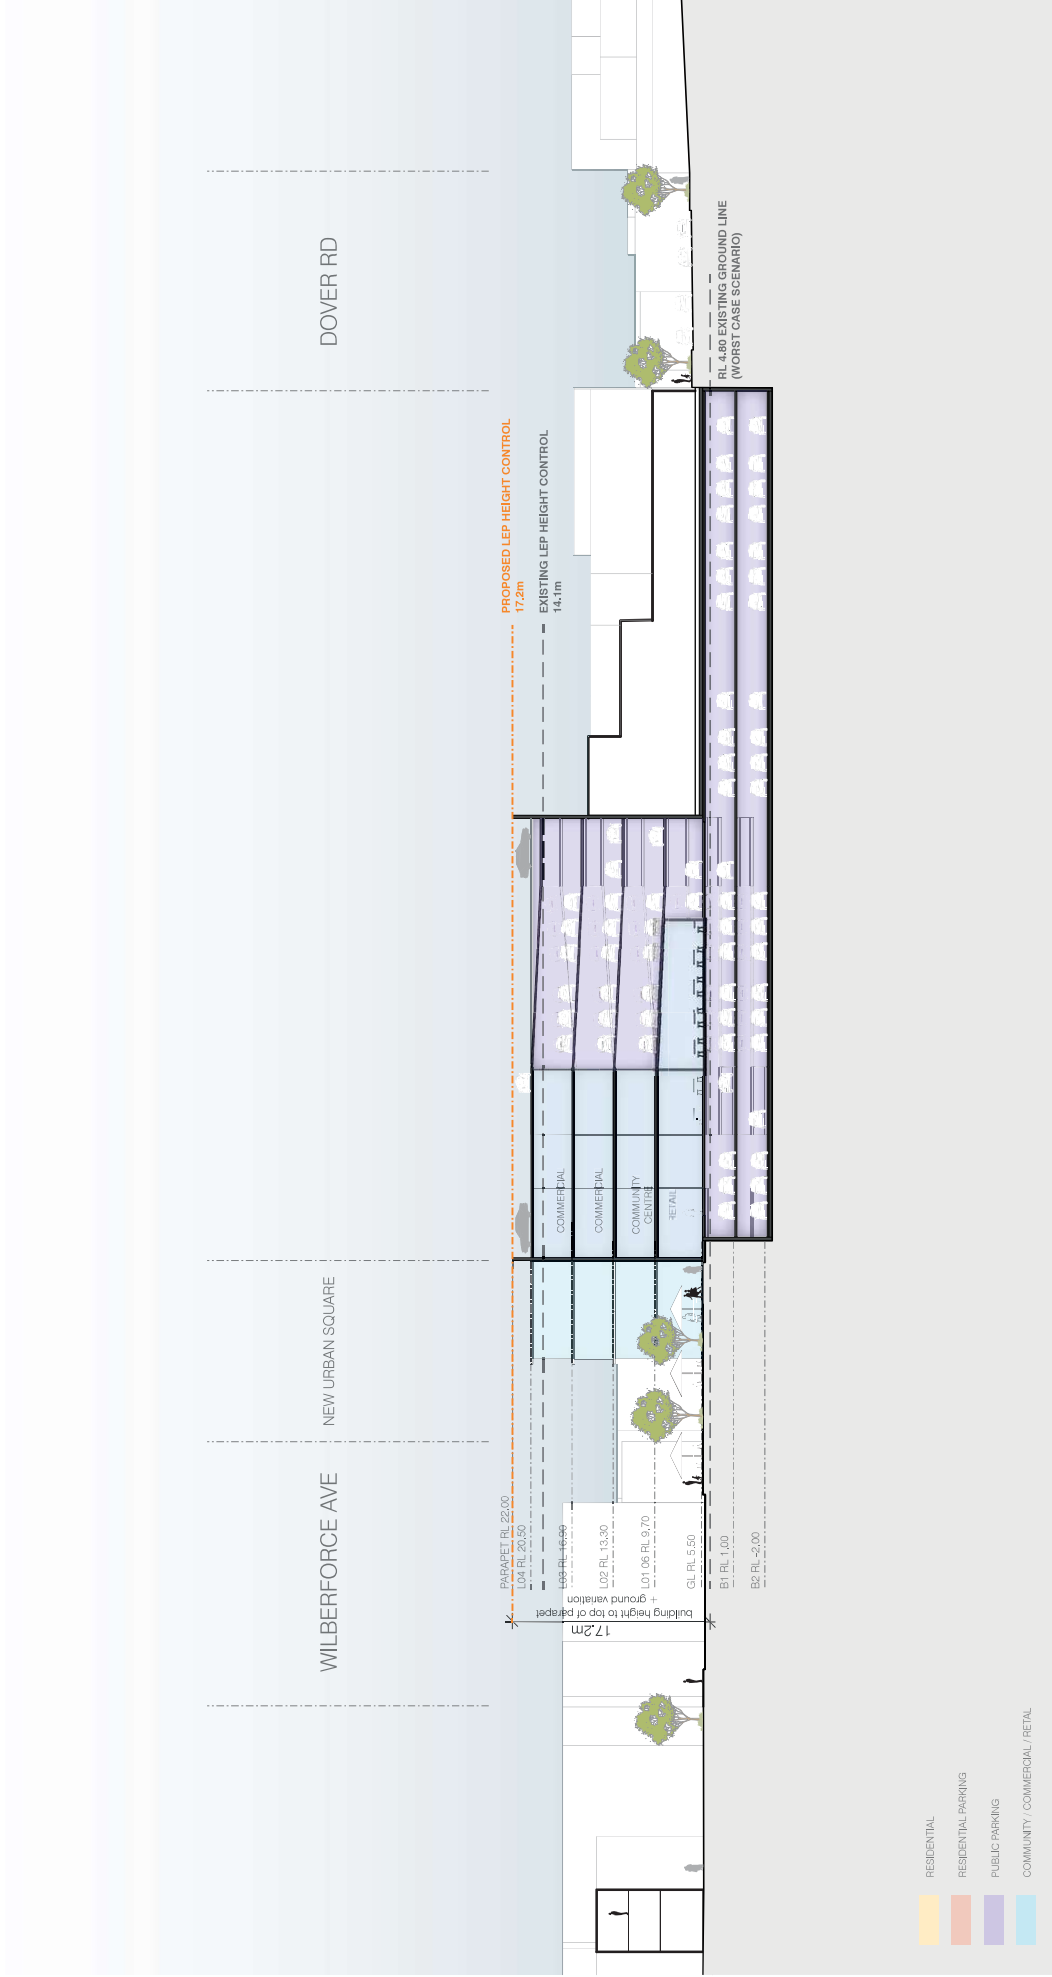 WILBERFORCE AVE
NEW URBAN SQUARE
DOVER RD
PROPOSED LEP HEIGHT CONTROL
17.2m
EXISTING LEP HEIGHT CONTROL
14.1m
PARAPET RL 22.00
L04 RL 20.50
L03 RL 16.90
L02 RL 13.30
L01 06 RL 9.70
GL RL 5.50
B1 RL 1.00
B2 RL -2.00
17.2m
building height to top of parapet
+ ground variation
COMMERCIAL
COMMERCIAL
COMMUNITY
CENTRE
RETAIL
RL 4.80 EXISTING GROUND LINE
(WORST CASE SCENARIO)
RESIDENTIAL
RESIDENTIAL PARKING
PUBLIC PARKING
COMMUNITY / COMMERCIAL / RETAL